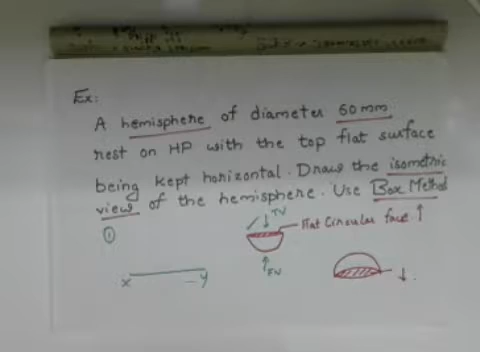 Ex:
A hemisphere of diameter 60 mm
rest on HP with the top flat surface
being kept horizontal. Draw the isometric
view of the hemisphere. Use Box Method
①
TV
Flat Circular face ↑
FV
x y